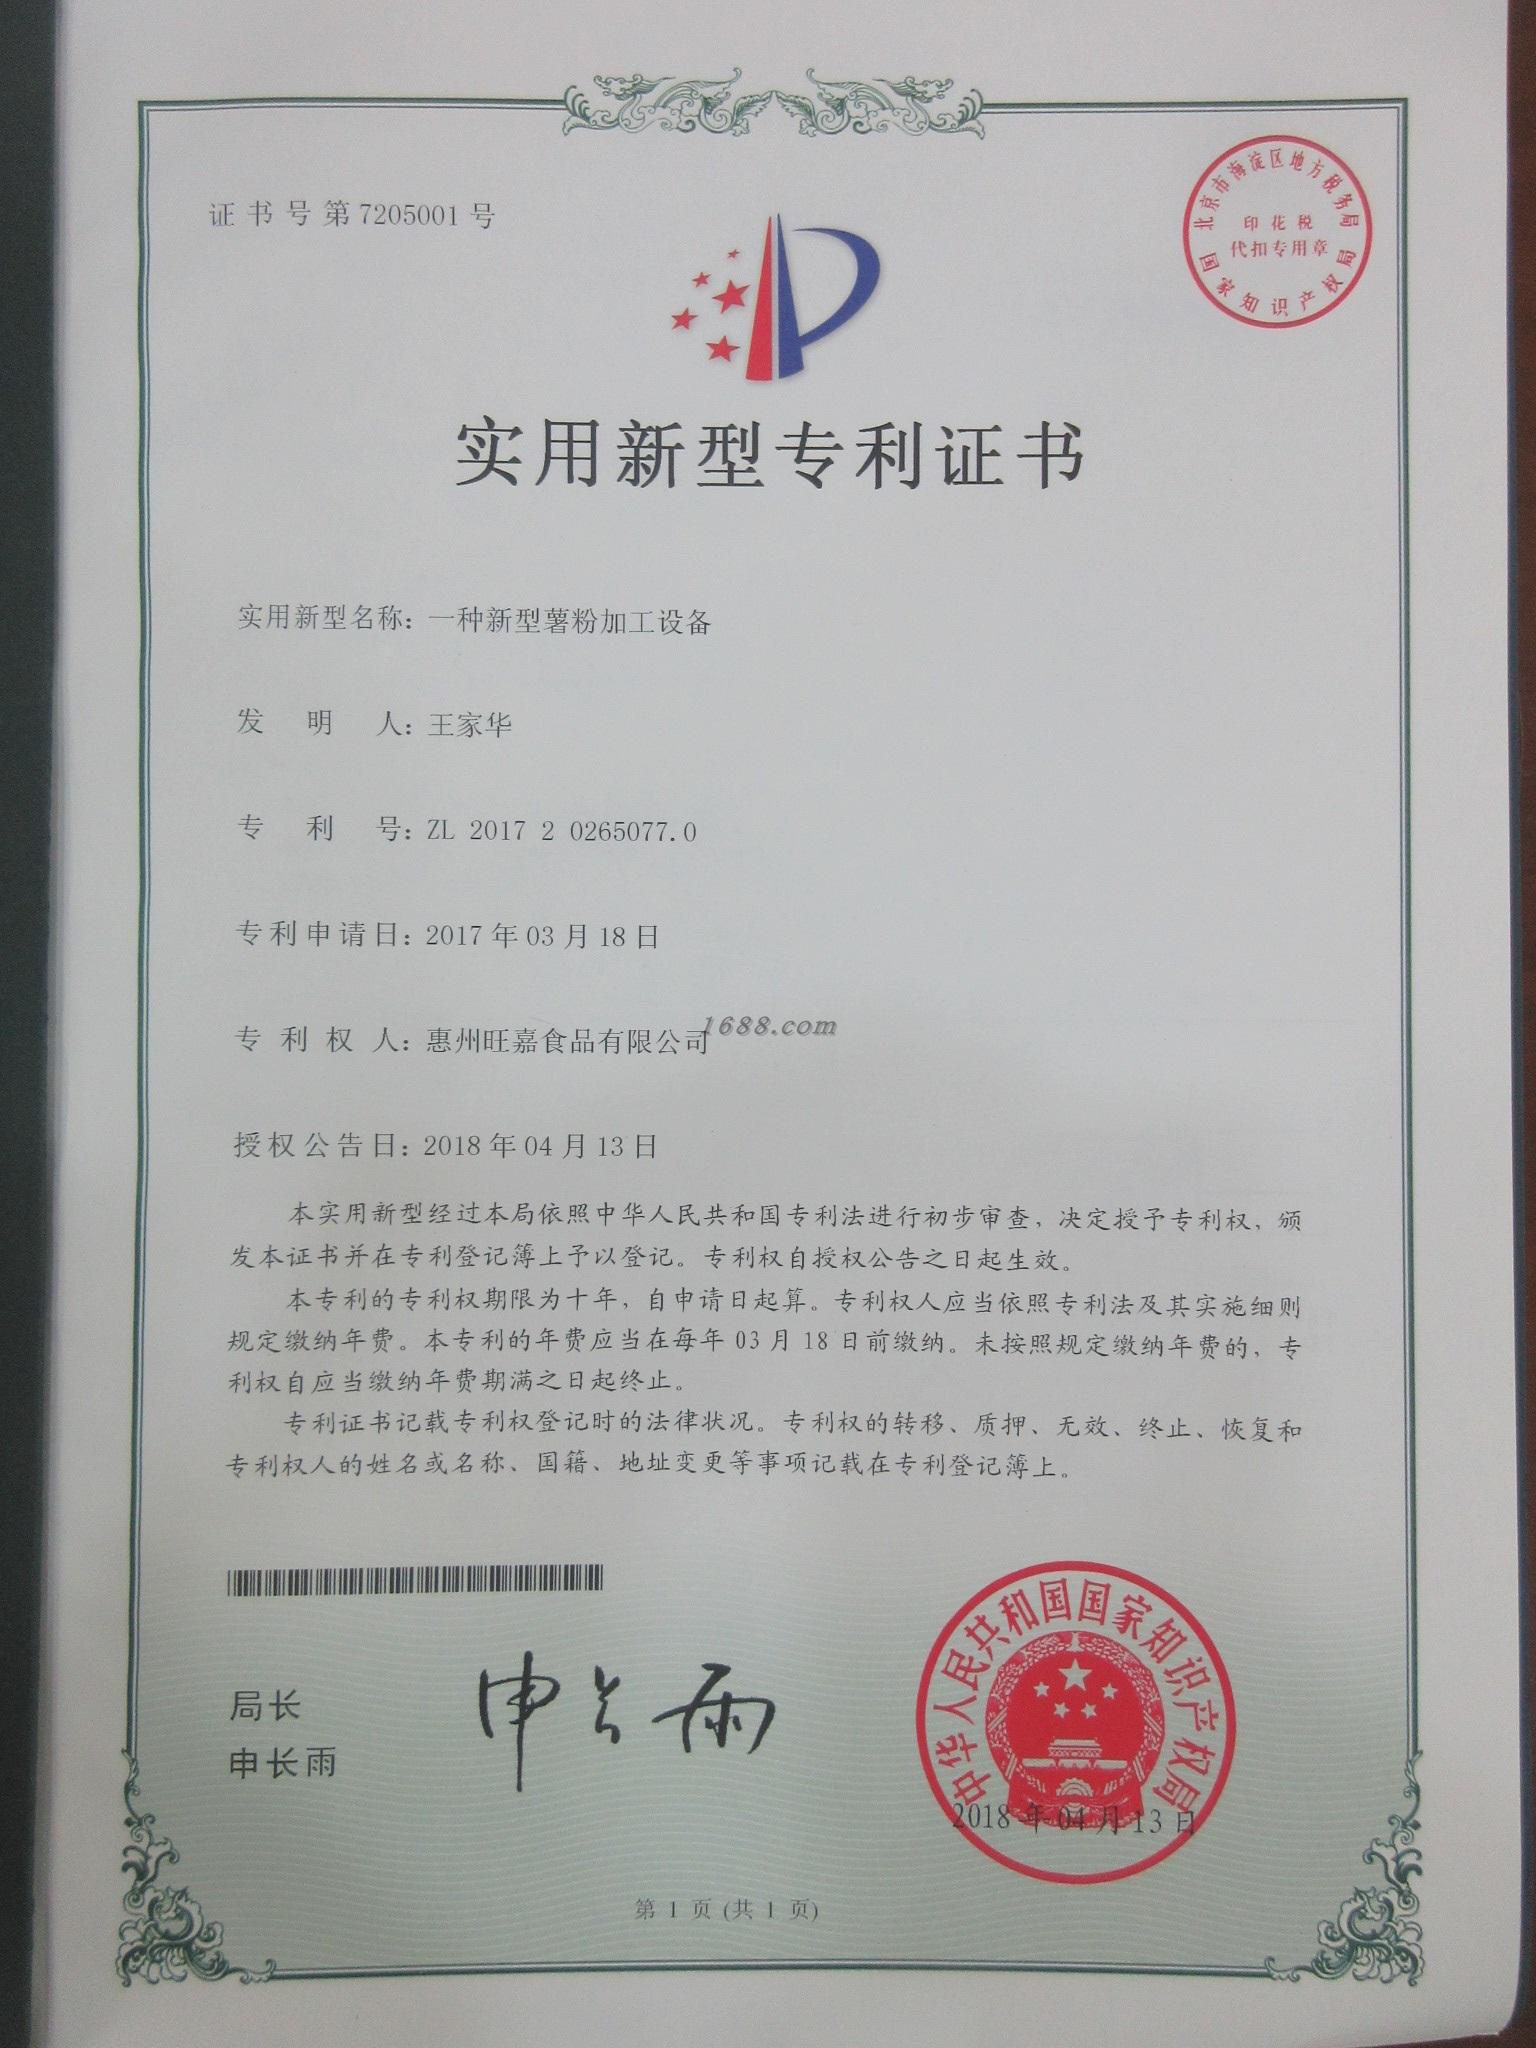 证书号第7205001号
北京市海淀区地方税务局
印花税
代扣专用章
国家知识产权局
实用新型专利证书
实用新型名称：一种新型薯粉加工设备
发明人：王家华
专利号：ZL 2017 2 0265077.0
专利申请日：2017年03月18日
专利权人：惠州旺嘉食品有限公司
1688.com
授权公告日：2018年04月13日
本实用新型经过本局依照中华人民共和国专利法进行初步审查，决定授予专利权，颁
发本证书并在专利登记簿上予以登记。专利权自授权公告之日起生效。
本专利的专利权期限为十年，自申请日起算。专利权人应当依照专利法及其实施细则
规定缴纳年费。本专利的年费应当在每年03月18日前缴纳。未按照规定缴纳年费的，专
利权自应当缴纳年费期满之日起终止。
专利证书记载专利权登记时的法律状况。专利权的转移、质押、无效、终止、恢复和
专利权人的姓名或名称、国籍、地址变更等事项记载在专利登记簿上。
局长
申长雨
申长雨
中华人民共和国国家知识产权局
2018年04月13日
第1页(共1页)